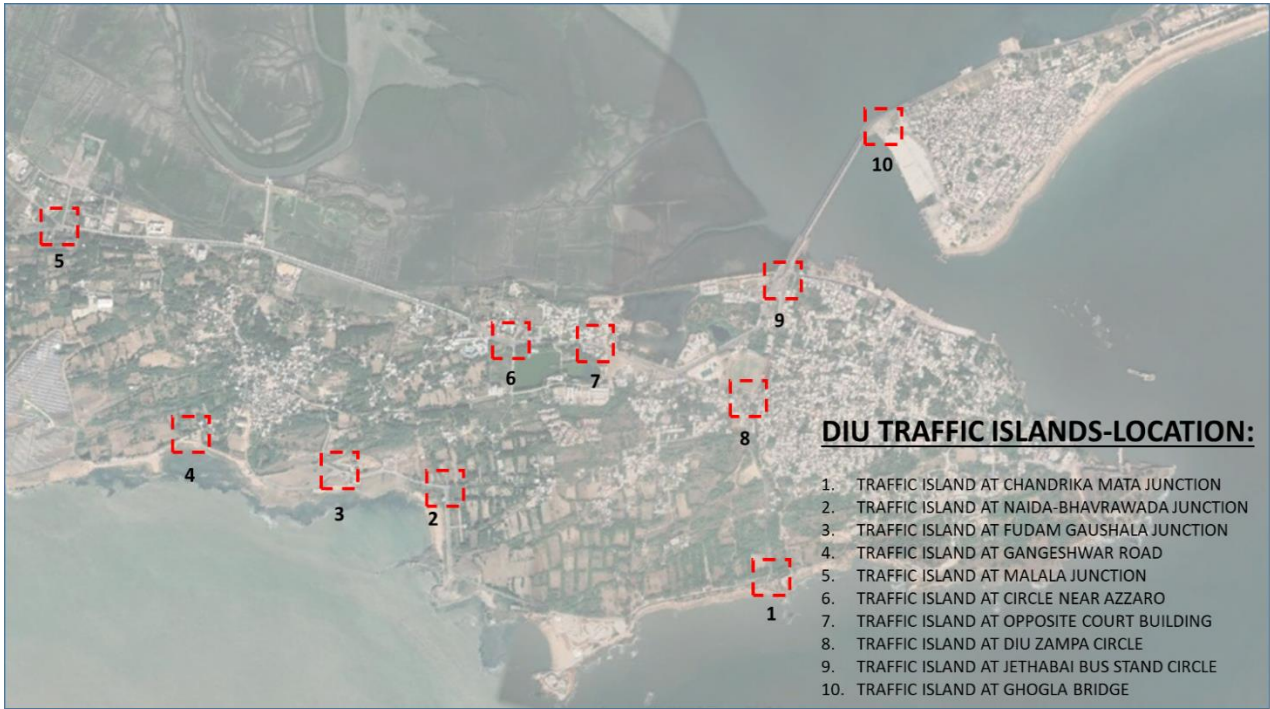 10
5
9
6
7
8
4
3
2
1
DIU TRAFFIC ISLANDS-LOCATION:
1. TRAFFIC ISLAND AT CHANDRIKA MATA JUNCTION
2. TRAFFIC ISLAND AT NAIDA-BHAVRAWADA JUNCTION
3. TRAFFIC ISLAND AT FUDAM GAUSHALA JUNCTION
4. TRAFFIC ISLAND AT GANGESHWAR ROAD
5. TRAFFIC ISLAND AT MALALA JUNCTION
6. TRAFFIC ISLAND AT CIRCLE NEAR AZZARO
7. TRAFFIC ISLAND AT OPPOSITE COURT BUILDING
8. TRAFFIC ISLAND AT DIU ZAMPA CIRCLE
9. TRAFFIC ISLAND AT JETHABAI BUS STAND CIRCLE
10. TRAFFIC ISLAND AT GHOGLA BRIDGE